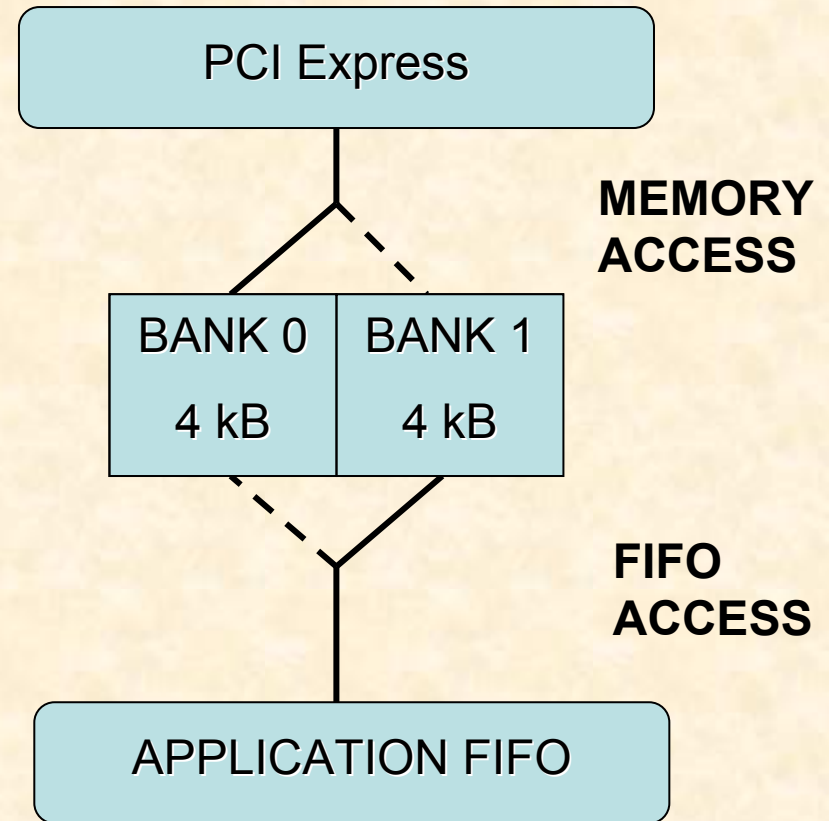 PCI Express
MEMORY
ACCESS
BANK 0
BANK 1
4 kB
4 kB
FIFO
ACCESS
APPLICATION FIFO